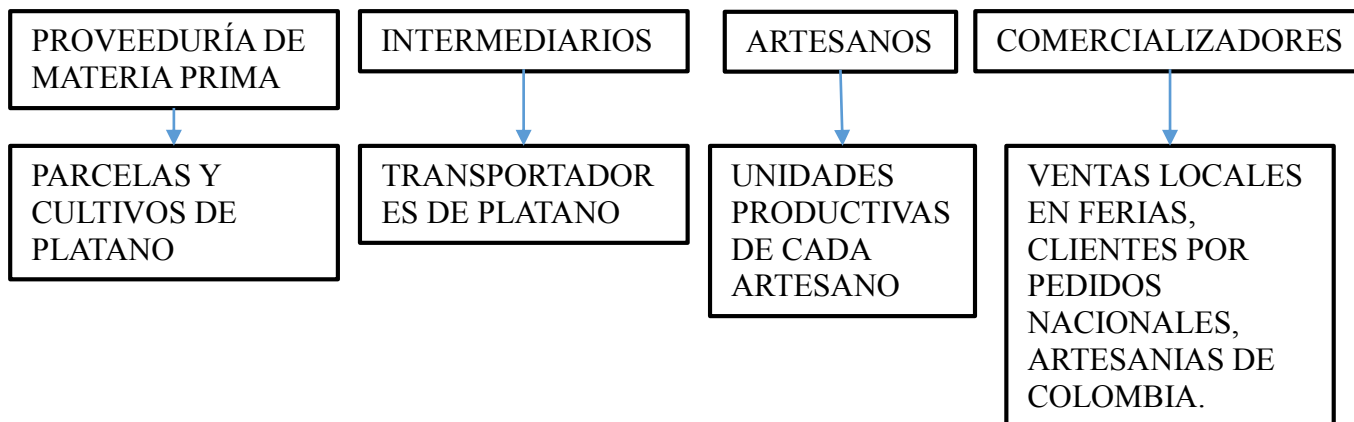 PROVEEDURÍA DE
MATERIA PRIMA
INTERMEDIARIOS
ARTESANOS
COMERCIALIZADORES
PARCELAS Y
CULTIVOS DE
PLATANO
TRANSPORTADOR
ES DE PLATANO
UNIDADES
PRODUCTIVAS
DE CADA
ARTESANO
VENTAS LOCALES
EN FERIAS,
CLIENTES POR
PEDIDOS
NACIONALES,
ARTESANIAS DE
COLOMBIA.